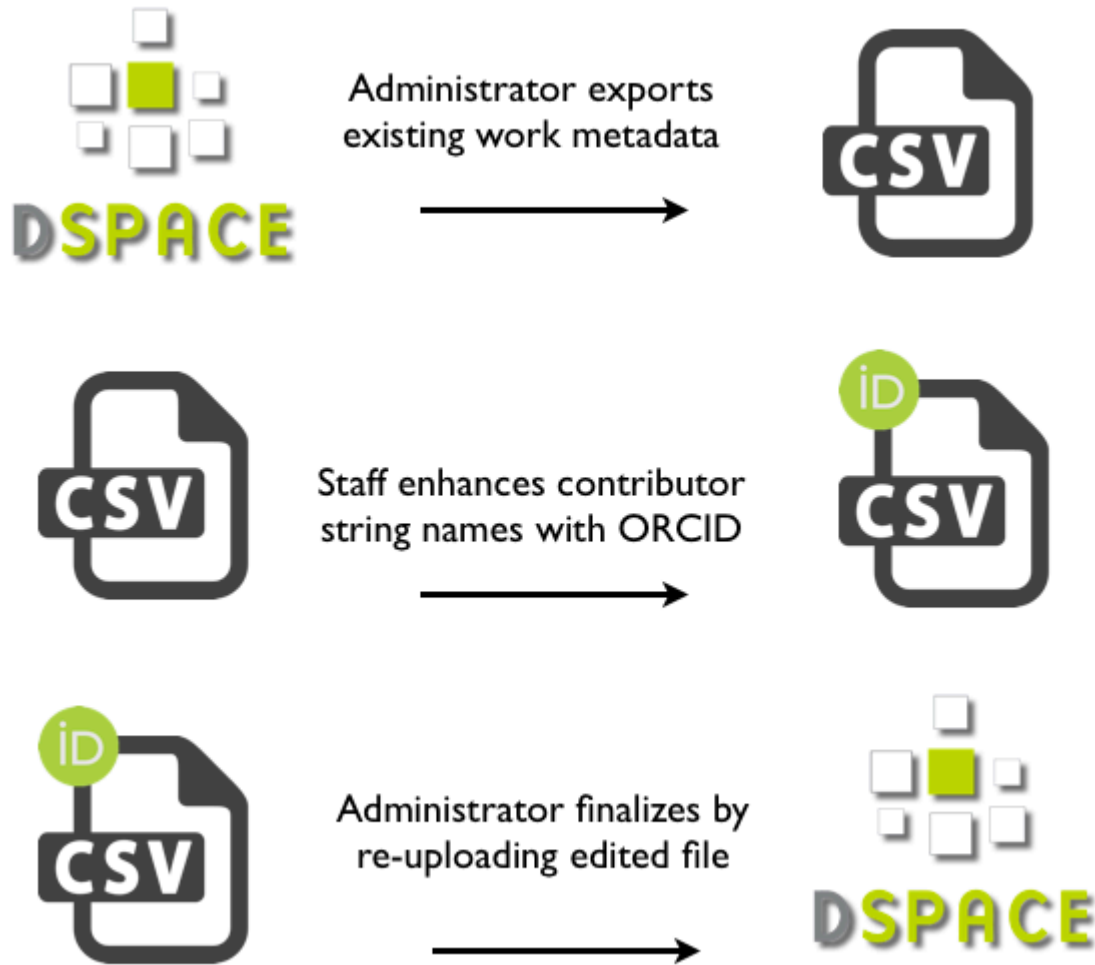 Administrator exports
existing work metadata
CSV
DSPACE
iD
CSV
Staff enhances contributor
string names with ORCID
CSV
iD
CSV
Administrator finalizes by
re-uploading edited file
DSPACE